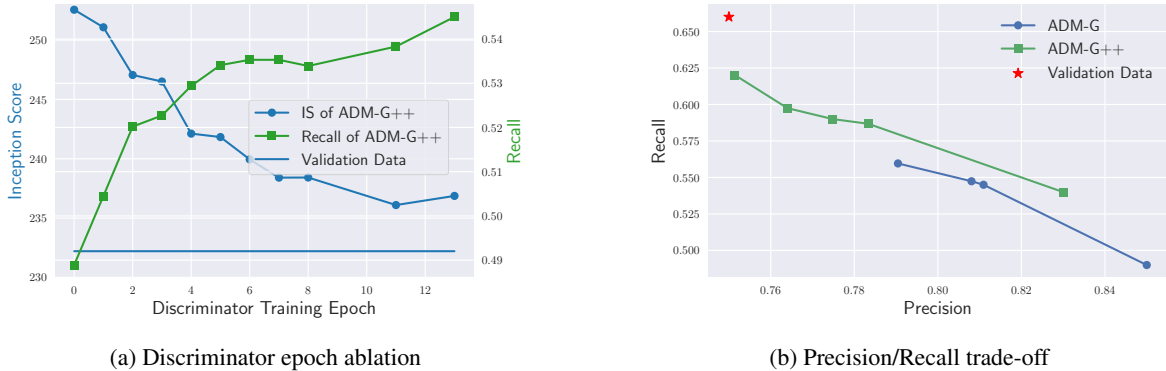 250
245
240
235
230
Inception Score
0.54
0.53
0.52
0.51
0.50
0.49
Recall
IS of ADM-G++
Recall of ADM-G++
Validation Data
0 2 4 6 8 10 12
Discriminator Training Epoch
(a) Discriminator epoch ablation
0.650
0.625
0.600
0.575
0.550
0.525
0.500
Recall
ADM-G
ADM-G++
Validation Data
0.76 0.78 0.80 0.82 0.84
Precision
(b) Precision/Recall trade-off